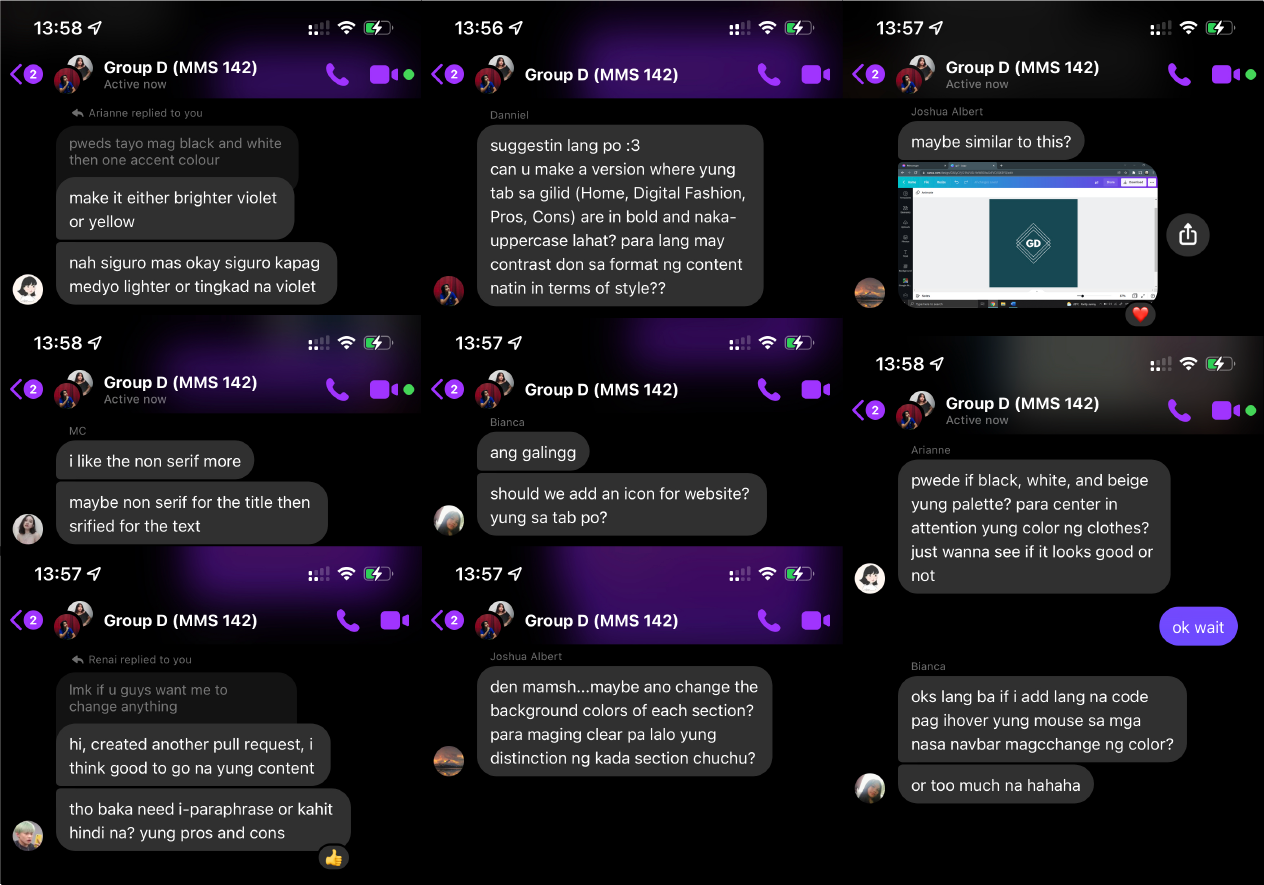 13:58
2
Group D (MMS 142)
Active now
Arianne replied to you
pweds tayo mag black and white
then one accent colour
make it either brighter violet
or yellow
nah siguro mas okay siguro kapag
medyo lighter or tingkad na violet
13:58
2
Group D (MMS 142)
Active now
MC
i like the non serif more
maybe non serif for the title then
srified for the text
13:57
2
Group D (MMS 142)
Renai replied to you
lmk if u guys want me to
change anything
hi, created another pull request, i
think good to go na yung content
tho baka need i-paraphrase or kahit
hindi na? yung pros and cons
13:56
2
Group D (MMS 142)
Danniel
suggestin lang po :3
can u make a version where yung
tab sa gilid (Home, Digital Fashion,
Pros, Cons) are in bold and naka-
uppercase lahat? para lang may
contrast don sa format ng content
natin in terms of style??
13:57
2
Group D (MMS 142)
Bianca
ang galingg
should we add an icon for website?
yung sa tab po?
13:57
2
Group D (MMS 142)
Joshua Albert
den mamsh...maybe ano change the
background colors of each section?
para maging clear pa lalo yung
distinction ng kada section chuchu?
13:57
2
Group D (MMS 142)
Active now
Joshua Albert
maybe similar to this?
GD
13:58
2
Group D (MMS 142)
Active now
Arianne
pwede if black, white, and beige
yung palette? para center in
attention yung color ng clothes?
just wanna see if it looks good or
not
ok wait
Bianca
oks lang ba if i add lang na code
pag ihover yung mouse sa mga
nasa navbar magcchange ng color?
or too much na hahaha